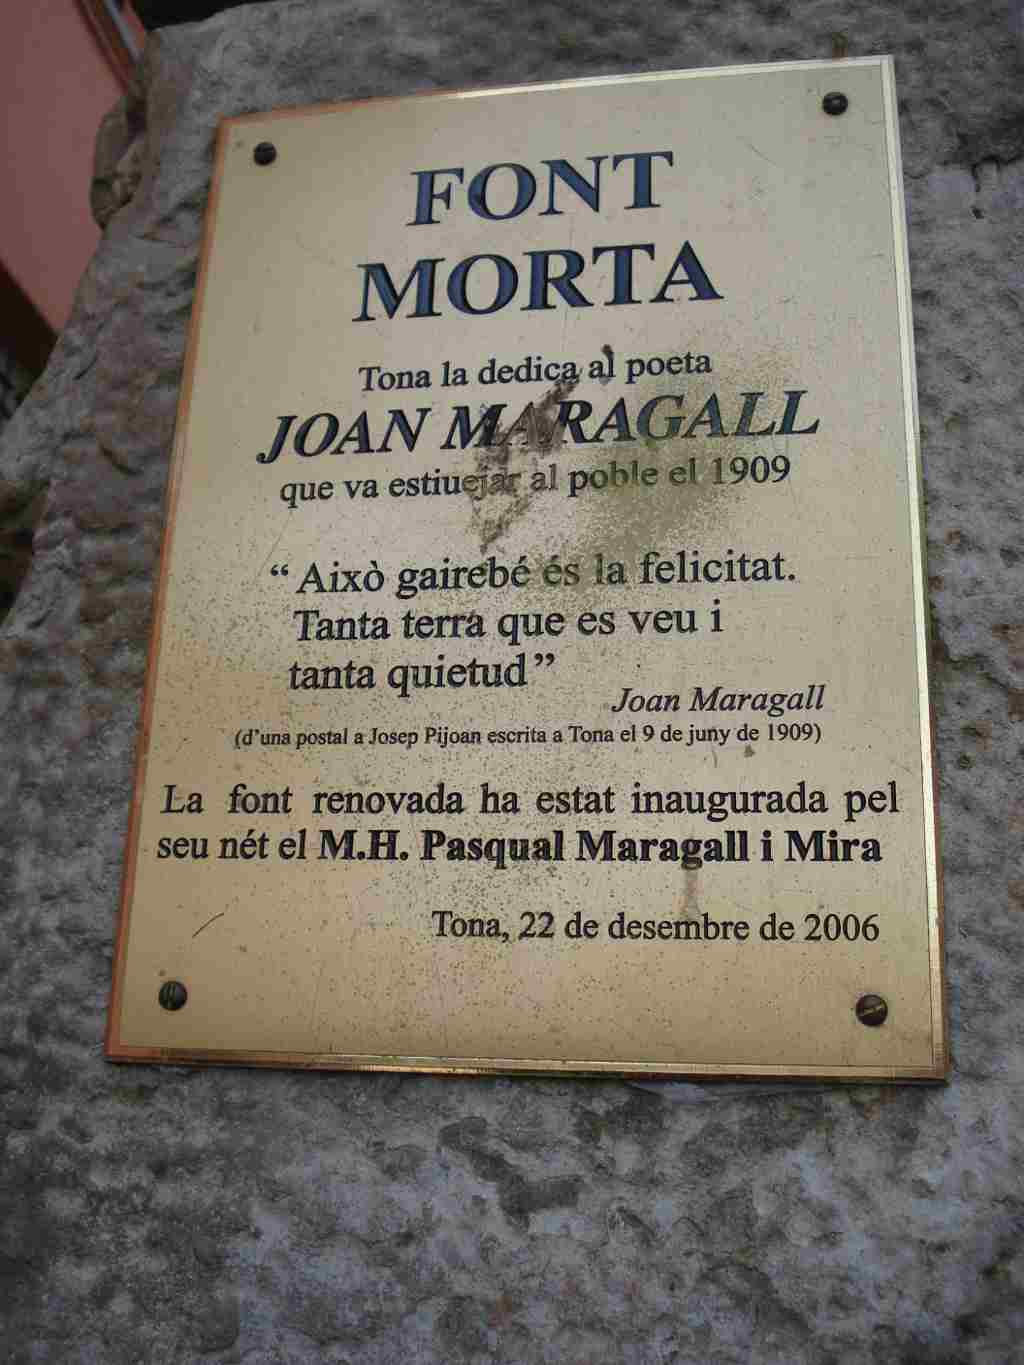 FONT
MORTA
Tona la dedica al poeta
JOAN MARAGALL
que va estiuejar al poble el 1909
“ Això gairebé és la felicitat.
Tanta terra que es veu i
tanta quietud”
Joan Maragall
(d’una postal a Josep Pijoan escrita a Tona el 9 de juny de 1909)
La font renovada ha estat inaugurada pel
seu nét el M.H. Pasqual Maragall i Mira
Tona, 22 de desembre de 2006